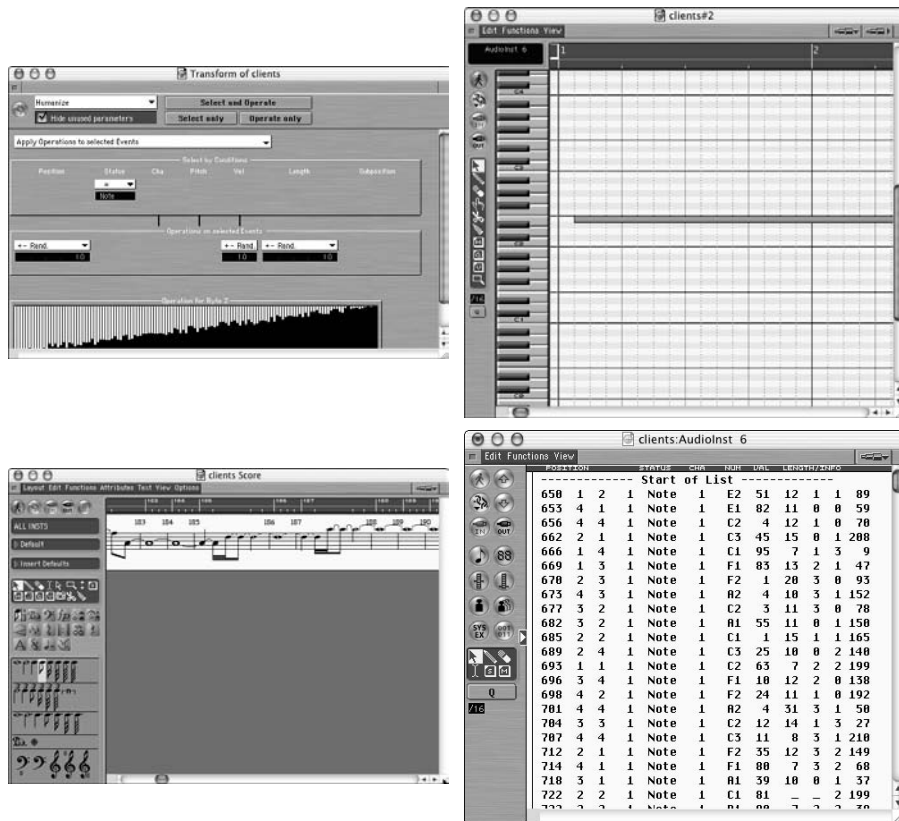 Transform of clients
Humanize
Select and Operate
Hide unused parameters
Select only
Operate only
Apply Operations to selected Events
Select by Conditions
Position Status Cha Pitch Vel Length Subposition
=
Note
Operations on selected Events
+- Rand. +- Rand. +- Rand.
10 10 10
Operation for Byte 2
clients#2
Edit Functions View
AudioInst 6
1 2
C4
OUT
C3
C2
C1
C0
/16
Q
clients Score
Layout Edit Functions Attributes Text View Options
ALL INSTS
Default
Insert Defaults
183 184 185 186 187 188 189 190
clients:AudioInst 6
Edit Functions View
POSITION STATUS CHA NUM VAL LENGTH/INFO
------------- Start of List -------------
650 1 2 1 Note 1 E2 51 12 1 1 89
653 4 1 1 Note 1 E1 82 11 0 0 59
656 4 4 1 Note 1 C2 4 12 1 0 70
662 2 1 1 Note 1 C3 45 15 0 1 208
666 1 4 1 Note 1 C1 95 7 1 3 9
669 1 3 1 Note 1 F1 83 13 2 1 47
670 2 3 1 Note 1 F2 1 20 3 0 93
673 4 3 1 Note 1 A2 4 10 3 1 152
677 3 2 1 Note 1 C2 3 11 3 0 78
682 3 2 1 Note 1 A1 55 11 0 1 150
685 2 2 1 Note 1 C1 1 15 1 1 165
689 2 4 1 Note 1 C3 25 10 0 2 140
693 1 1 1 Note 1 C2 63 7 2 2 199
696 3 4 1 Note 1 F1 10 12 2 0 138
698 4 2 1 Note 1 F2 24 11 1 0 192
701 4 4 1 Note 1 A2 4 31 3 1 50
704 3 3 1 Note 1 C2 12 14 1 3 27
707 4 4 1 Note 1 C3 11 8 3 1 210
712 2 1 1 Note 1 F2 35 12 3 2 149
714 4 1 1 Note 1 F1 80 7 3 2 68
718 3 1 1 Note 1 A1 39 10 0 1 37
722 2 2 1 Note 1 C1 81 _ _ 2 199
IN OUT
88
SYS EX
Q
/16